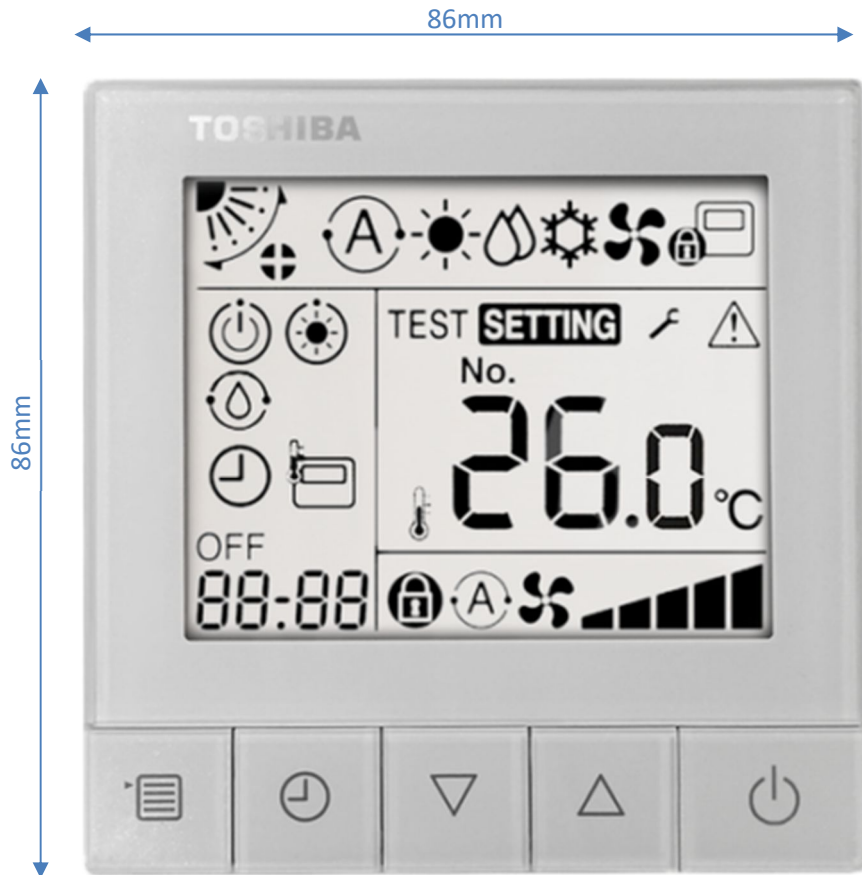 86mm
86mm
TOSHIBA
A
TEST SETTING
No.
26.0°C
OFF
88:88
A